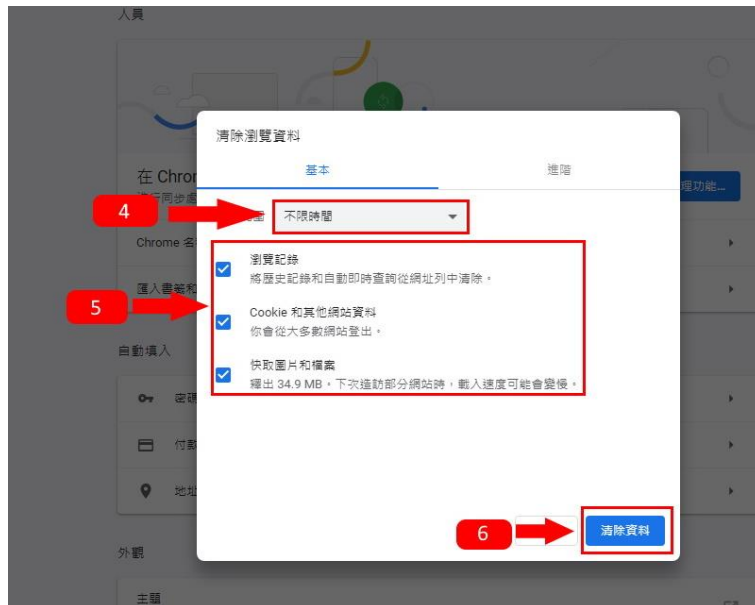 人員
清除瀏覽資料
基本
進階
在 Chror
理功能...
4
不限時間
Chrome 名
瀏覽記錄
將歷史記錄和自動即時查詢從網址列中清除。
匯入書籤和
5
Cookie 和其他網站資料
你會從大多數網站登出。
自動填入
快取圖片和檔案
釋出 34.9 MB。下次造訪部分網站時，載入速度可能會變慢。
密碼
付款
地址
6
清除資料
外觀
主題